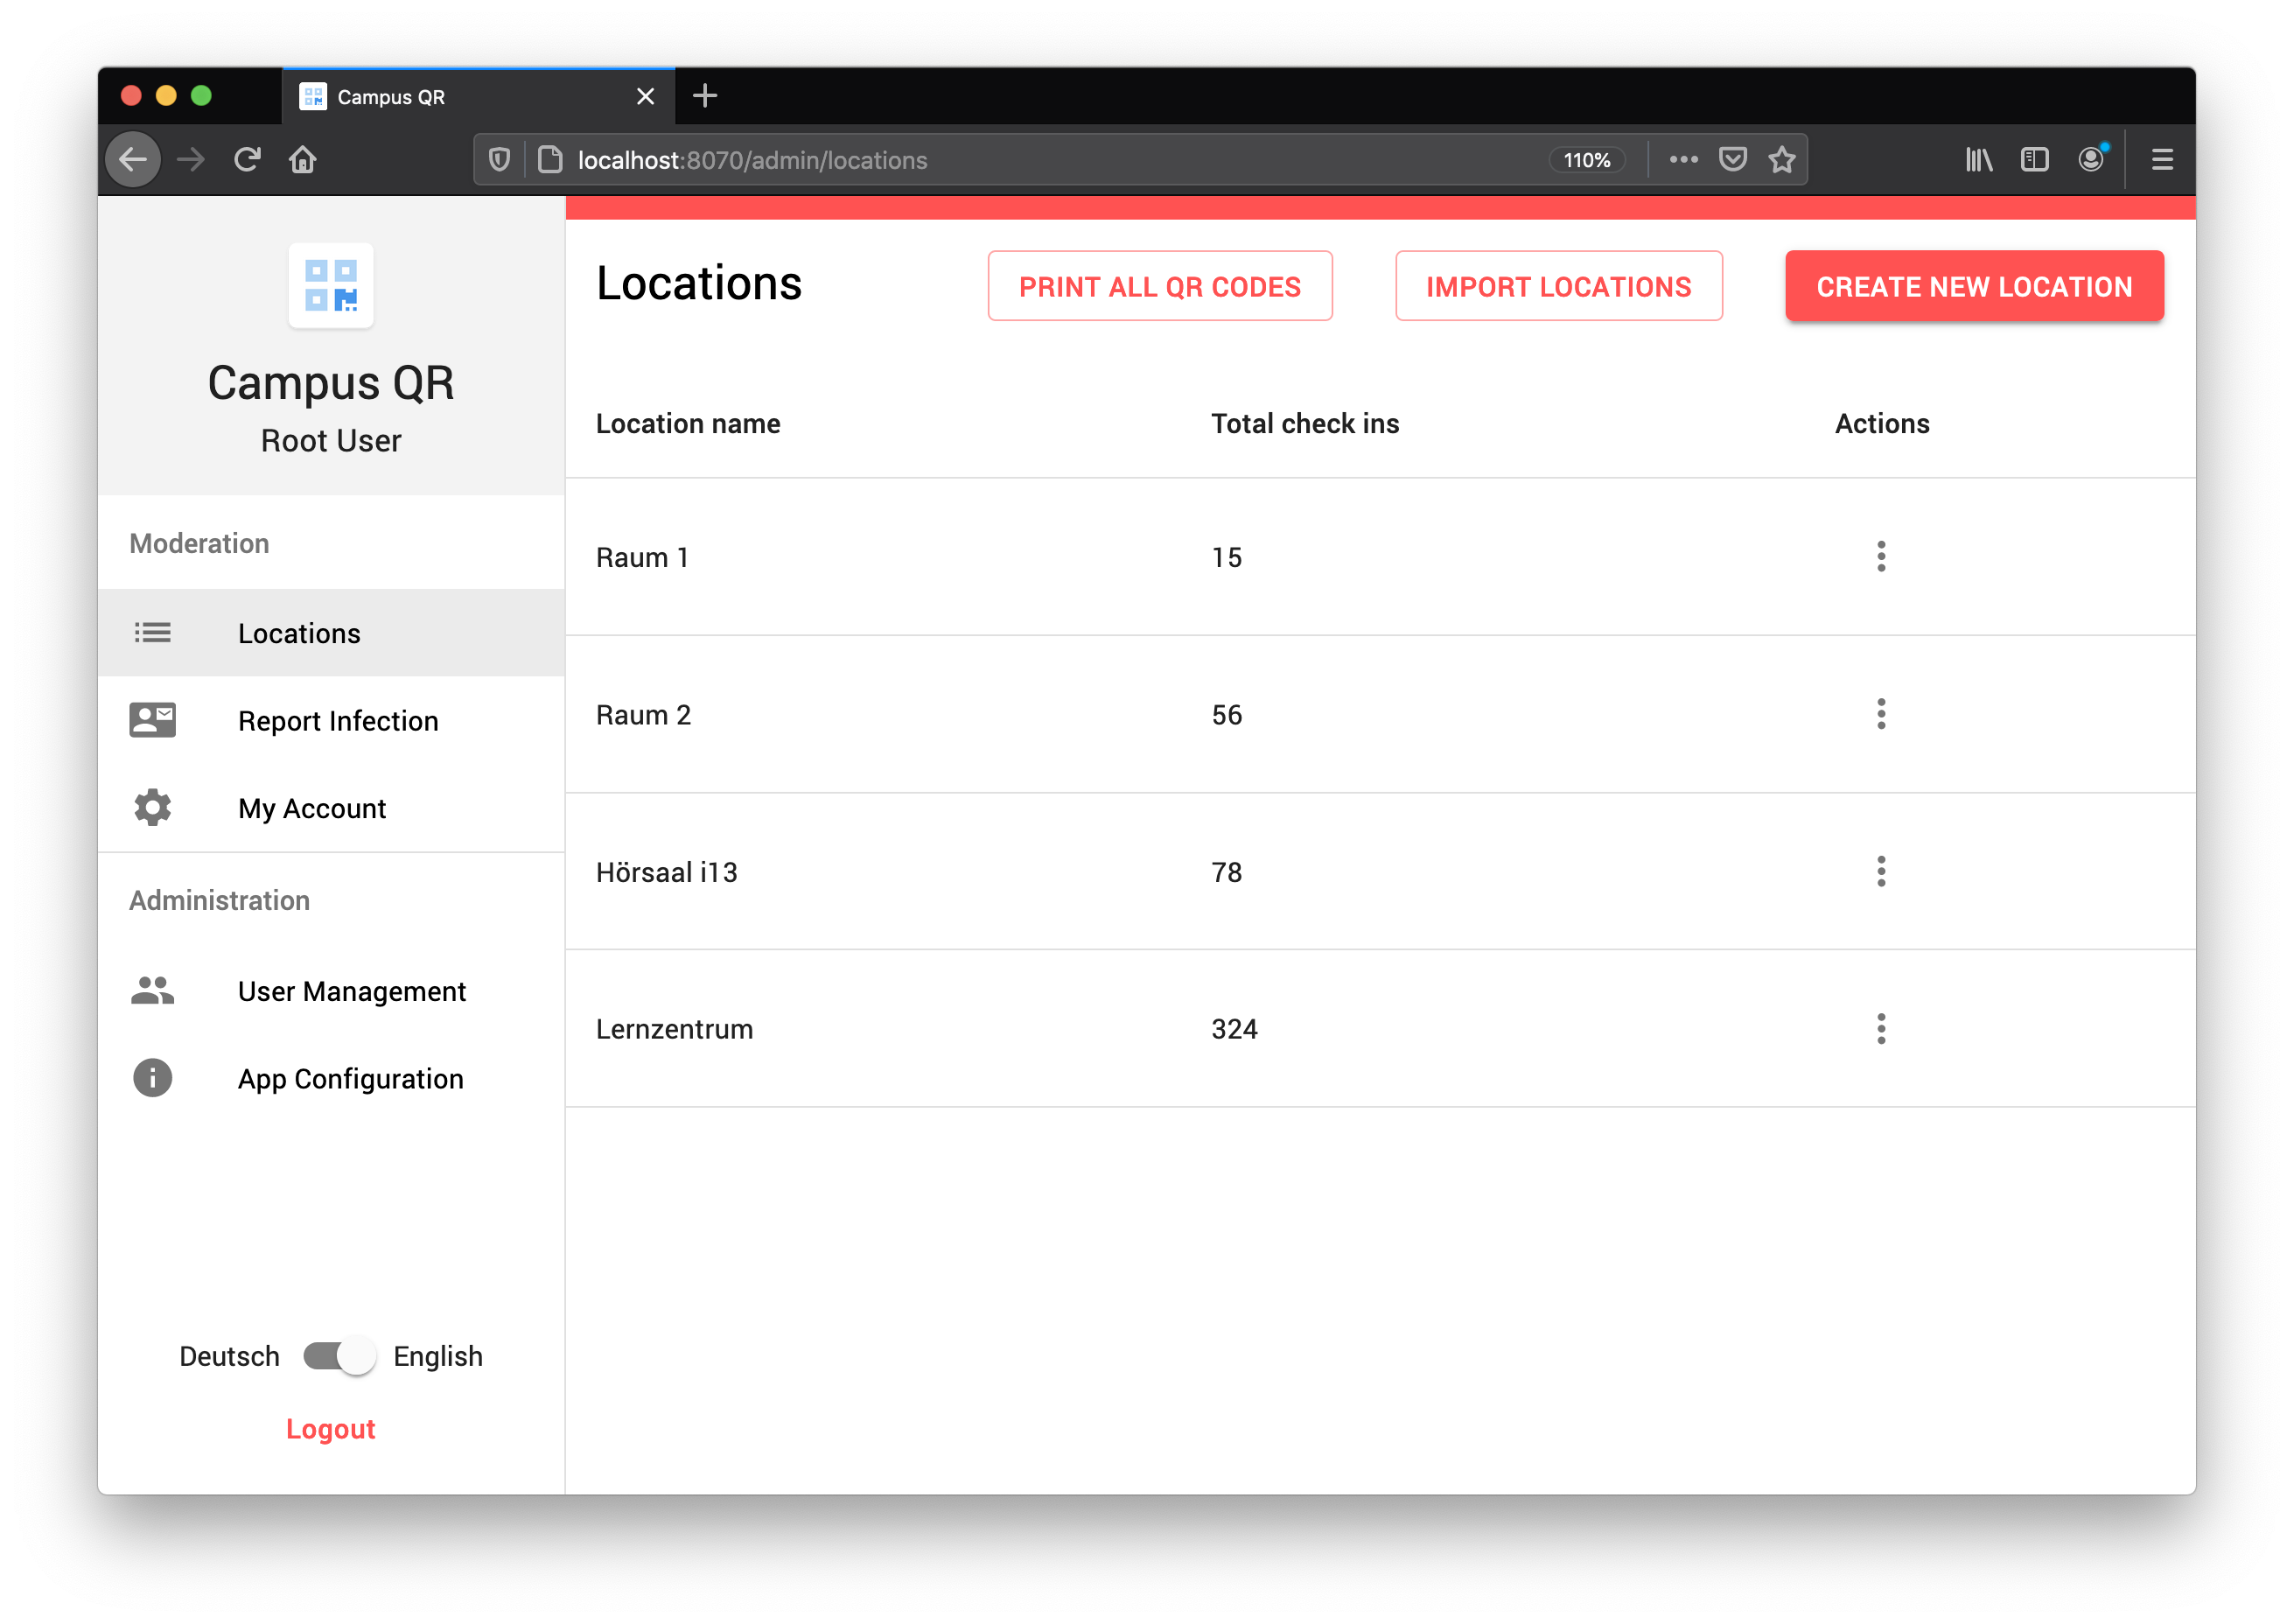 Campus QR
localhost:8070/admin/locations
110%
Campus QR
Root User
Moderation
Locations
Report Infection
My Account
Administration
User Management
App Configuration
Deutsch English
Logout
Locations PRINT ALL QR CODES IMPORT LOCATIONS CREATE NEW LOCATION
Location name Total check ins Actions
Raum 1 15
Raum 2 56
Hörsaal i13 78
Lernzentrum 324